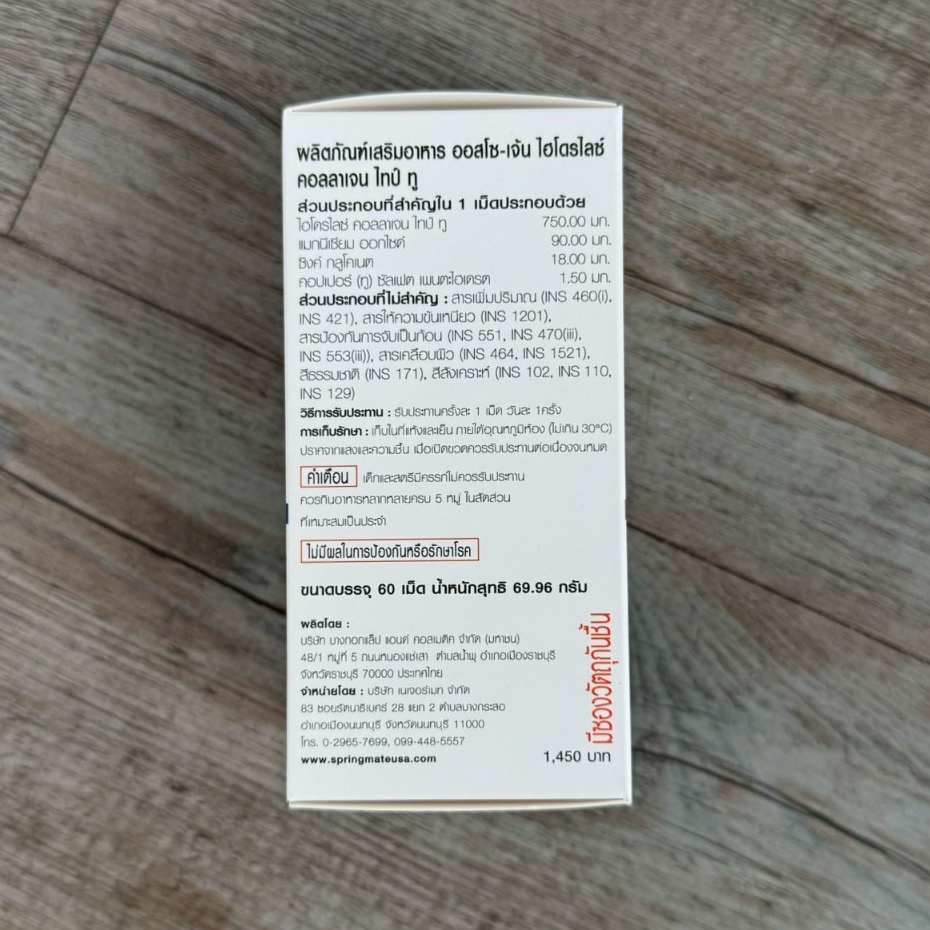 ผลิตภัณฑ์เสริมอาหาร ออสโซ-เจ้น ไฮโดรไลซ์
คอลลาเจน ไทป์ ทู
ส่วนประกอบที่สำคัญใน 1 เม็ดประกอบด้วย
ไฮโดรไลซ์ คอลลาเจน ไทป์ ทู 750.00 มก.
แมกนีเซียม ออกไซด์ 90.00 มก.
ซิงค์ กลูโคเนต 18.00 มก.
คอปเปอร์ (ทู) ซัลเฟต เพนตะไฮเดรต 1.50 มก.
ส่วนประกอบที่ไม่สำคัญ : สารเพิ่มปริมาณ (INS 460(i),
INS 421), สารให้ความข้นเหนียว (INS 1201),
สารป้องกันการจับเป็นก้อน (INS 551, INS 470(iii),
INS 553(iii)), สารเคลือบผิว (INS 464, INS 1521),
สีธรรมชาติ (INS 171), สีสังเคราะห์ (INS 102, INS 110,
INS 129)
วิธีการรับประทาน : รับประทานครั้งละ 1 เม็ด วันละ 1ครั้ง
การเก็บรักษา : เก็บในที่แห้งและเย็น ภายใต้อุณหภูมิห้อง (ไม่เกิน 30°C)
ปราศจากแสงและความชื้น เมื่อเปิดขวดควรรับประทานต่อเนื่องจนหมด
คำเตือน เด็กและสตรีมีครรภ์ไม่ควรรับประทาน
ควรกินอาหารหลากหลายครบ 5 หมู่ ในสัดส่วน
ที่เหมาะสมเป็นประจำ
ไม่มีผลในการป้องกันหรือรักษาโรค
ขนาดบรรจุ 60 เม็ด น้ำหนักสุทธิ 69.96 กรัม
ผลิตโดย :
บริษัท บางกอกแล็ป แอนด์ คอสเมติค จำกัด (มหาชน)
48/1 หมู่ที่ 5 ถนนหนองแช่เสา ตำบลน้ำพุ อำเภอเมืองราชบุรี
จังหวัดราชบุรี 70000 ประเทศไทย
จำหน่ายโดย : บริษัท เนเจอร์เมท จำกัด
83 ซอยรัตนาธิเบศร์ 28 แยก 2 ตำบลบางกระสอ
อำเภอเมืองนนทบุรี จังหวัดนนทบุรี 11000
โทร. 0-2965-7699, 099-448-5557
www.springmateusa.com 1,450 บาท
มีซองวัตถุกันชื้น